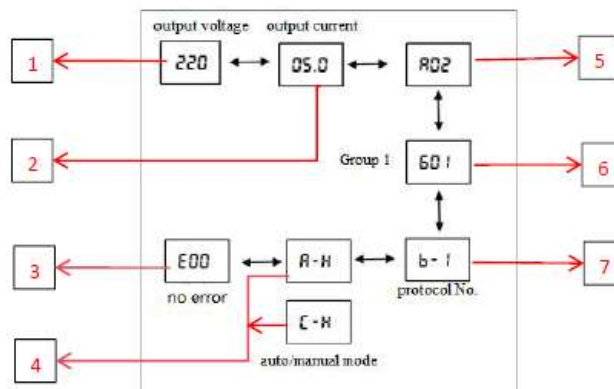 output voltage output current
1 220 05.0 A02 5
2 Group 1 601 6
3 E00 A-H b-1 7
no error protocol No.
C-H
4 auto/manual mode